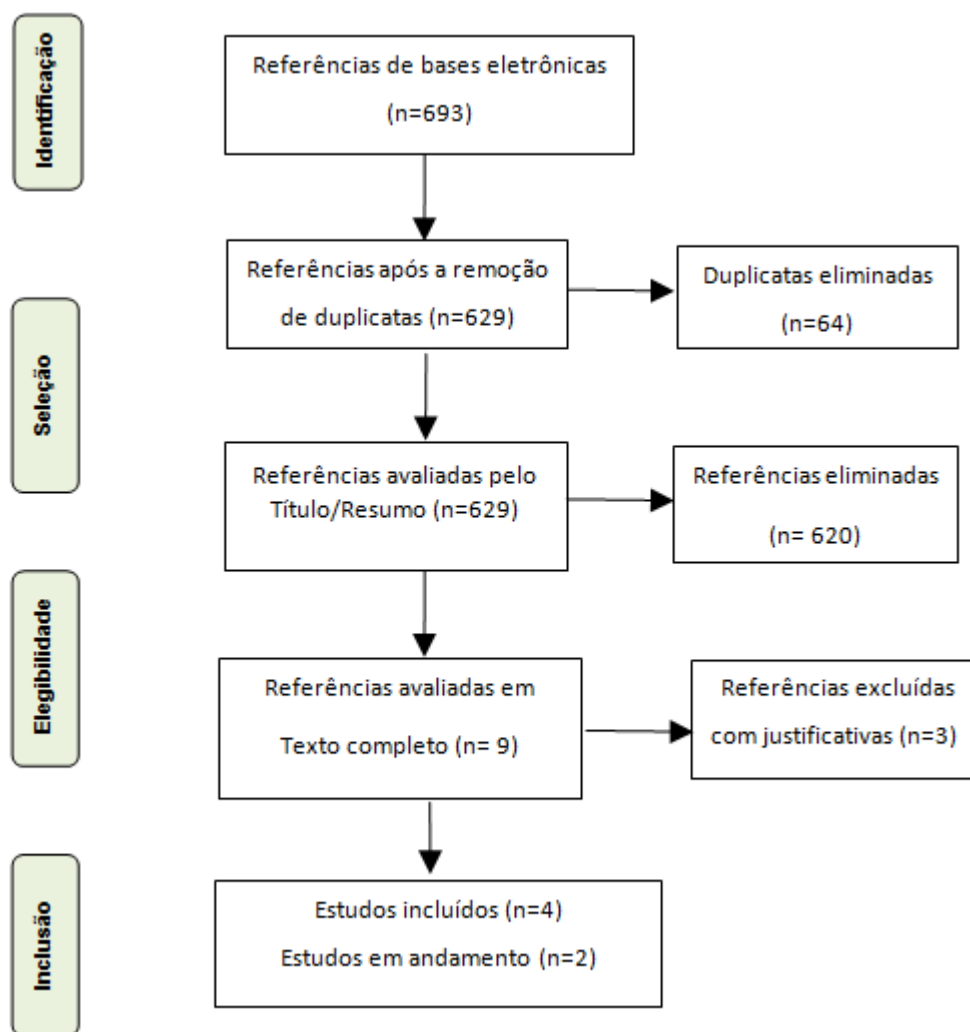 Identificação
Referências de bases eletrônicas
(n=693)
Referências após a remoção
de duplicatas (n=629)
Duplicatas eliminadas
(n=64)
Seleção
Referências avaliadas pelo
Título/Resumo (n=629)
Referências eliminadas
(n= 620)
Elegibilidade
Referências avaliadas em
Texto completo (n= 9)
Referências excluídas
com justificativas (n=3)
Inclusão
Estudos incluídos (n=4)
Estudos em andamento (n=2)